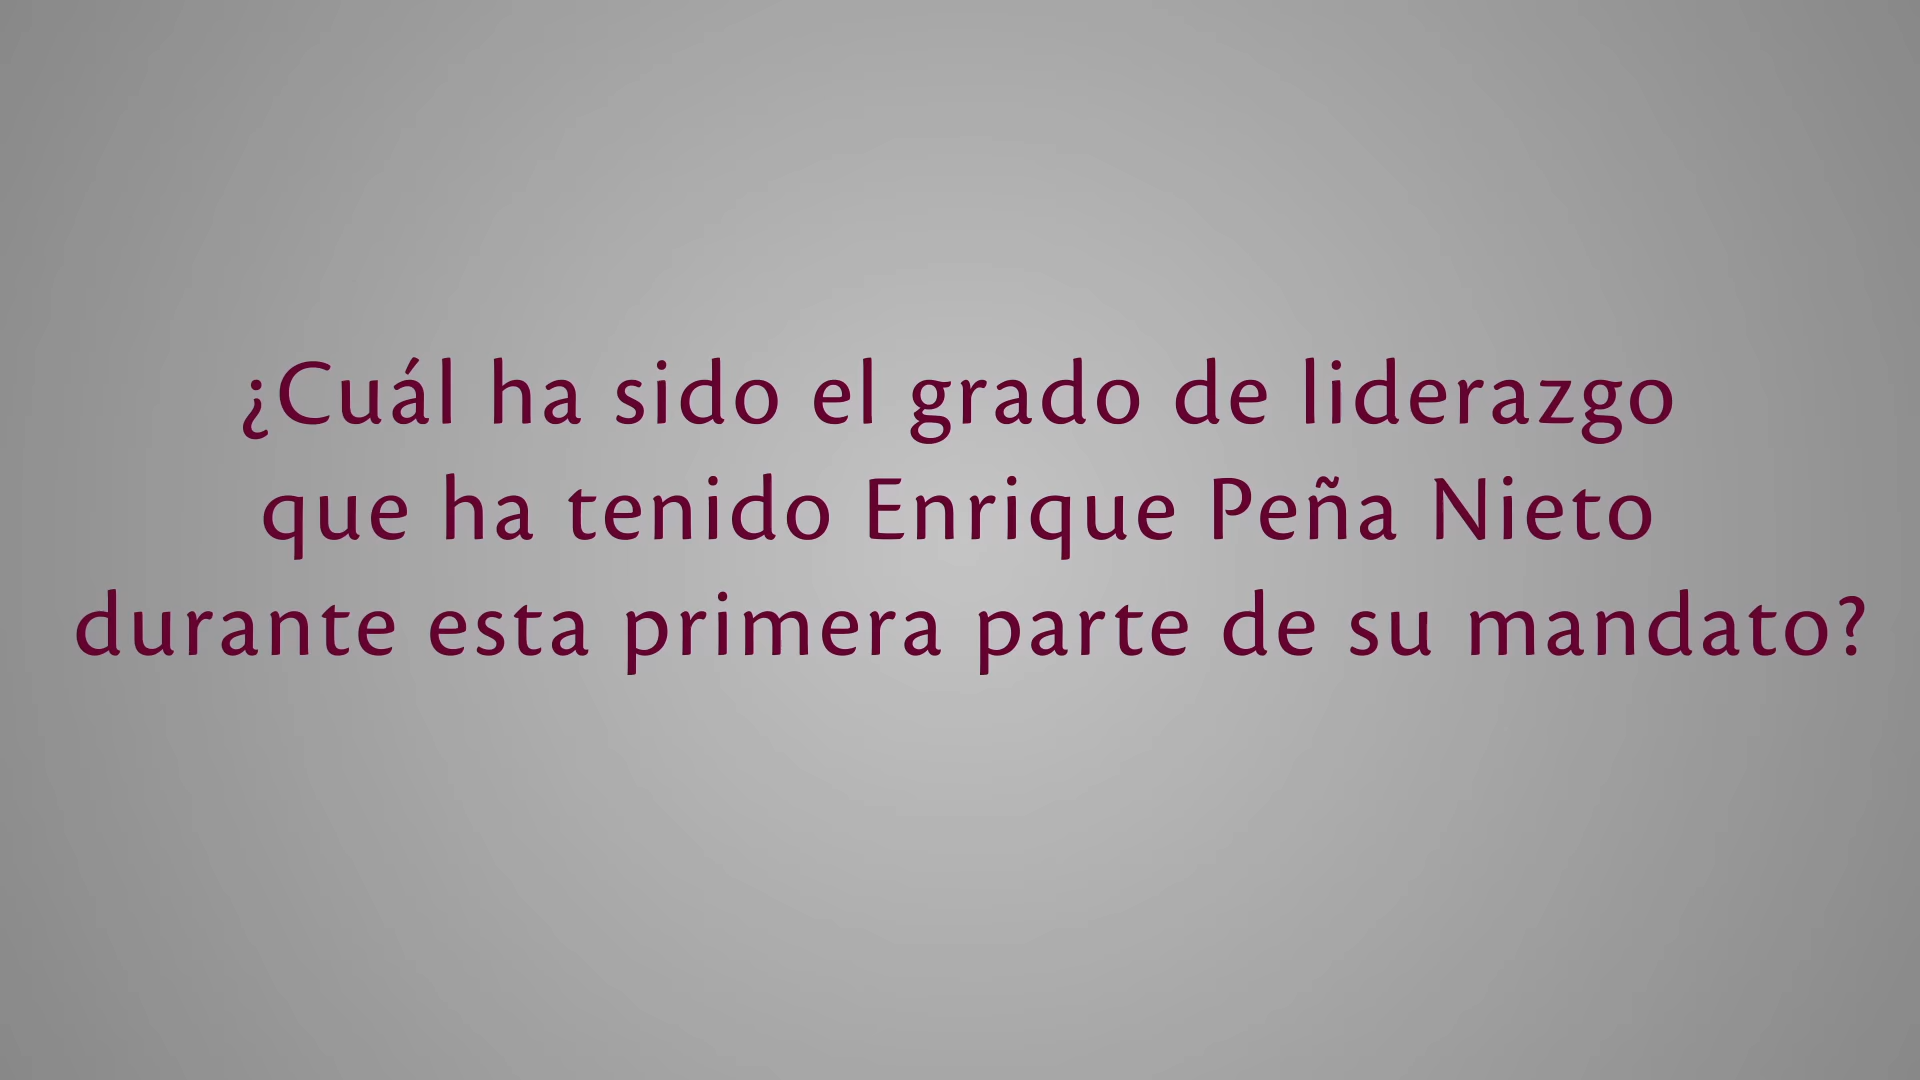 ¿Cuál ha sido el grado de liderazgo
que ha tenido Enrique Peña Nieto
durante esta primera parte de su mandato?